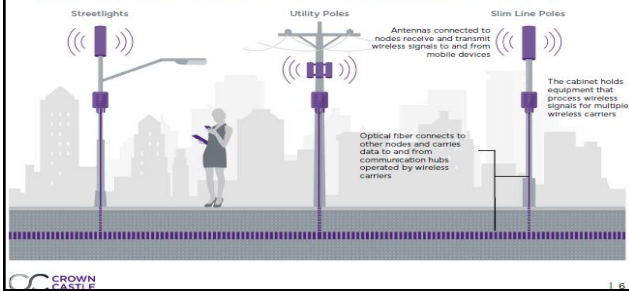 Streetlights
Utility Poles
Slim Line Poles
Antennas connected to
nodes receive and transmit
wireless signals to and from
mobile devices
The cabinet holds
equipment that
process wireless
signals for multiple
wireless carriers
Optical fiber connects to
other nodes and carries
data to and from
communication hubs
operated by wireless
carriers
CROWN
CASTLE
| 6